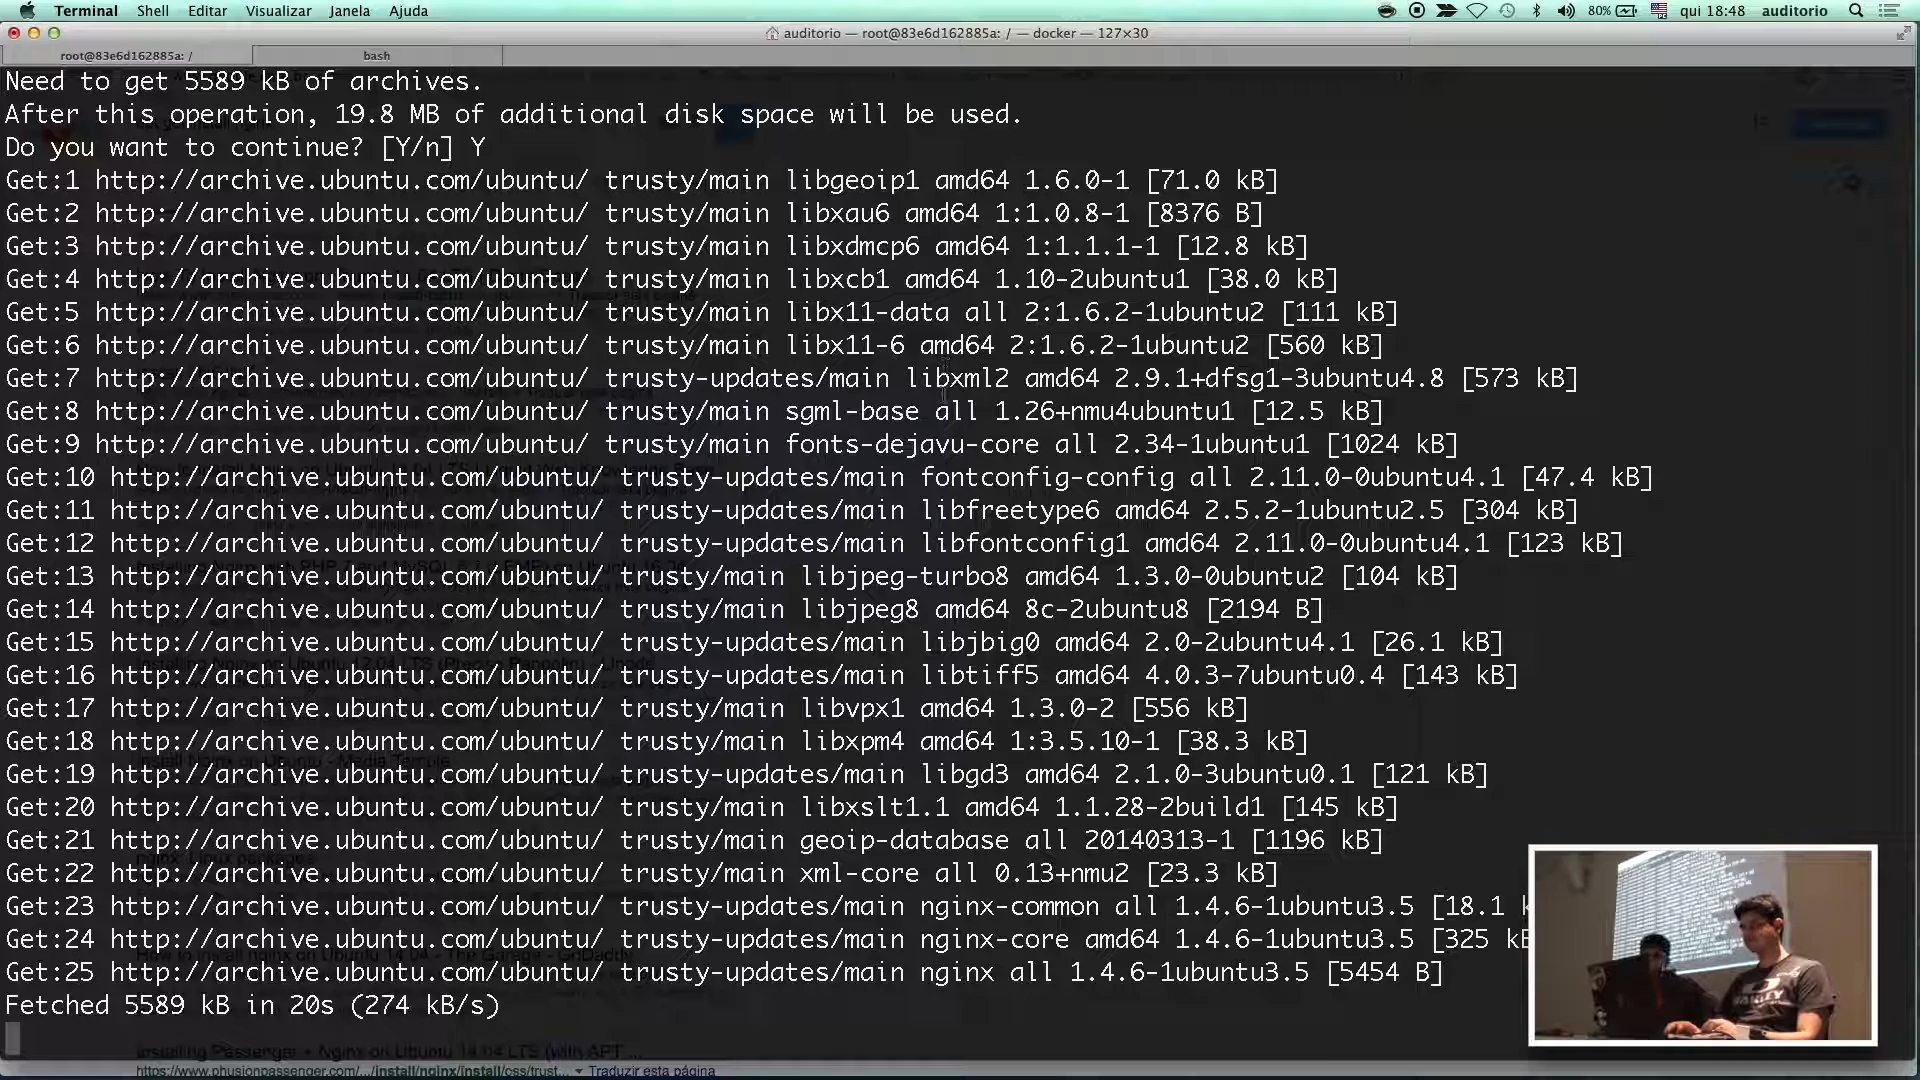 Terminal Shell Editar Visualizar Janela Ajuda 80% qui 18:48 auditorio
auditorio — root@83e6d162885a: / — docker — 127×30
root@83e6d162885a: / bash
Need to get 5589 kB of archives.
After this operation, 19.8 MB of additional disk space will be used.
Do you want to continue? [Y/n] Y
Get:1 http://archive.ubuntu.com/ubuntu/ trusty/main libgeoip1 amd64 1.6.0-1 [71.0 kB]
Get:2 http://archive.ubuntu.com/ubuntu/ trusty/main libxau6 amd64 1:1.0.8-1 [8376 B]
Get:3 http://archive.ubuntu.com/ubuntu/ trusty/main libxdmcp6 amd64 1:1.1.1-1 [12.8 kB]
Get:4 http://archive.ubuntu.com/ubuntu/ trusty/main libxcb1 amd64 1.10-2ubuntu1 [38.0 kB]
Get:5 http://archive.ubuntu.com/ubuntu/ trusty/main libx11-data all 2:1.6.2-1ubuntu2 [111 kB]
Get:6 http://archive.ubuntu.com/ubuntu/ trusty/main libx11-6 amd64 2:1.6.2-1ubuntu2 [560 kB]
Get:7 http://archive.ubuntu.com/ubuntu/ trusty-updates/main libxml2 amd64 2.9.1+dfsg1-3ubuntu4.8 [573 kB]
Get:8 http://archive.ubuntu.com/ubuntu/ trusty/main sgml-base all 1.26+nmu4ubuntu1 [12.5 kB]
Get:9 http://archive.ubuntu.com/ubuntu/ trusty/main fonts-dejavu-core all 2.34-1ubuntu1 [1024 kB]
Get:10 http://archive.ubuntu.com/ubuntu/ trusty-updates/main fontconfig-config all 2.11.0-0ubuntu4.1 [47.4 kB]
Get:11 http://archive.ubuntu.com/ubuntu/ trusty-updates/main libfreetype6 amd64 2.5.2-1ubuntu2.5 [304 kB]
Get:12 http://archive.ubuntu.com/ubuntu/ trusty-updates/main libfontconfig1 amd64 2.11.0-0ubuntu4.1 [123 kB]
Get:13 http://archive.ubuntu.com/ubuntu/ trusty/main libjpeg-turbo8 amd64 1.3.0-0ubuntu2 [104 kB]
Get:14 http://archive.ubuntu.com/ubuntu/ trusty/main libjpeg8 amd64 8c-2ubuntu8 [2194 B]
Get:15 http://archive.ubuntu.com/ubuntu/ trusty-updates/main libjbig0 amd64 2.0-2ubuntu4.1 [26.1 kB]
Get:16 http://archive.ubuntu.com/ubuntu/ trusty-updates/main libtiff5 amd64 4.0.3-7ubuntu0.4 [143 kB]
Get:17 http://archive.ubuntu.com/ubuntu/ trusty/main libvpx1 amd64 1.3.0-2 [556 kB]
Get:18 http://archive.ubuntu.com/ubuntu/ trusty/main libxpm4 amd64 1:3.5.10-1 [38.3 kB]
Get:19 http://archive.ubuntu.com/ubuntu/ trusty-updates/main libgd3 amd64 2.1.0-3ubuntu0.1 [121 kB]
Get:20 http://archive.ubuntu.com/ubuntu/ trusty/main libxslt1.1 amd64 1.1.28-2build1 [145 kB]
Get:21 http://archive.ubuntu.com/ubuntu/ trusty/main geoip-database all 20140313-1 [1196 kB]
Get:22 http://archive.ubuntu.com/ubuntu/ trusty/main xml-core all 0.13+nmu2 [23.3 kB]
Get:23 http://archive.ubuntu.com/ubuntu/ trusty-updates/main nginx-common all 1.4.6-1ubuntu3.5 [18.1
Get:24 http://archive.ubuntu.com/ubuntu/ trusty-updates/main nginx-core amd64 1.4.6-1ubuntu3.5 [325 kB
Get:25 http://archive.ubuntu.com/ubuntu/ trusty-updates/main nginx all 1.4.6-1ubuntu3.5 [5454 B]
Fetched 5589 kB in 20s (274 kB/s)
Installing Passenger + Nginx on Ubuntu 14.04 LTS (with APT ...
https://www.phusionpassenger.com/.../install/nginx/install/css/trust... Traduzir esta página